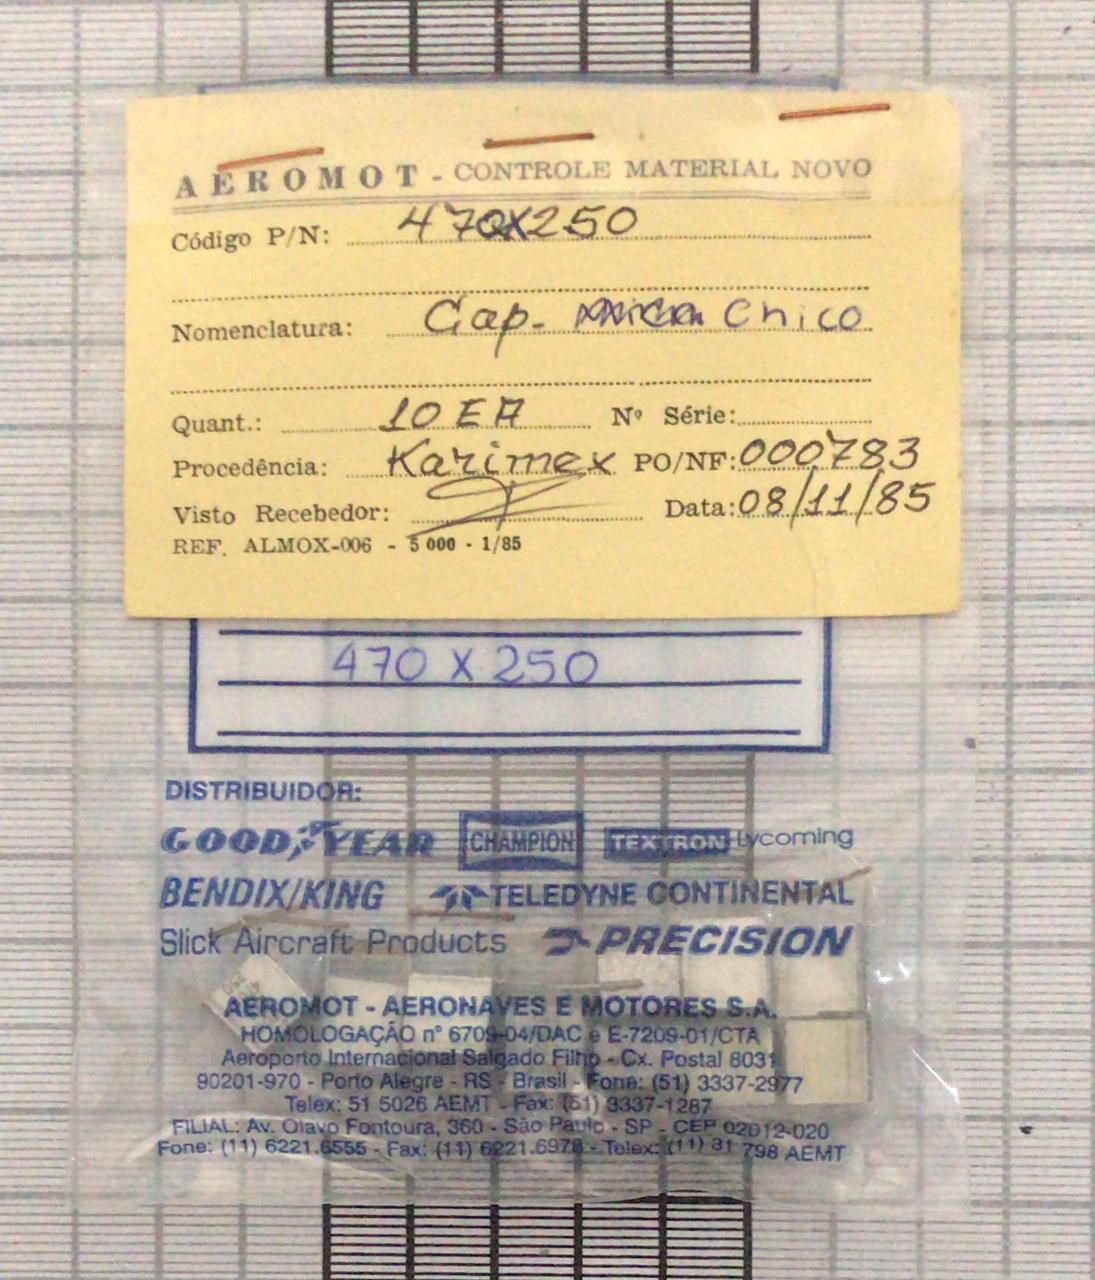 AEROMOT - CONTROLE MATERIAL NOVO
Código P/N: 470X250
Nomenclatura: Cap. Chico
Quant.: 10 EA Nº Série:
Procedência: Karimex PO/NF: 000783
Visto Recebedor: Data: 08/11/85
REF. ALMOX-006 - 5 000 - 1/85
470 X 250
DISTRIBUIDOR:
GOODYEAR CHAMPION TEXTRON Lycoming
BENDIX/KING TELEDYNE CONTINENTAL
Slick Aircraft Products PRECISION
AEROMOT - AERONAVES E MOTORES S.A.
HOMOLOGAÇÃO nº 6709-04/DAC e E-7209-01/CTA
Aeroporto Internacional Salgado Filho - Cx. Postal 8031
90201-970 - Porto Alegre - RS - Brasil - Fone: (51) 3337-2977
Telex: 51 5026 AEMT - Fax: (51) 3337-1287
FILIAL: Av. Olavo Fontoura, 360 - São Paulo - SP - CEP 02012-020
Fone: (11) 6221.6555 - Fax: (11) 6221.6978 - Telex: (11) 31 798 AEMT